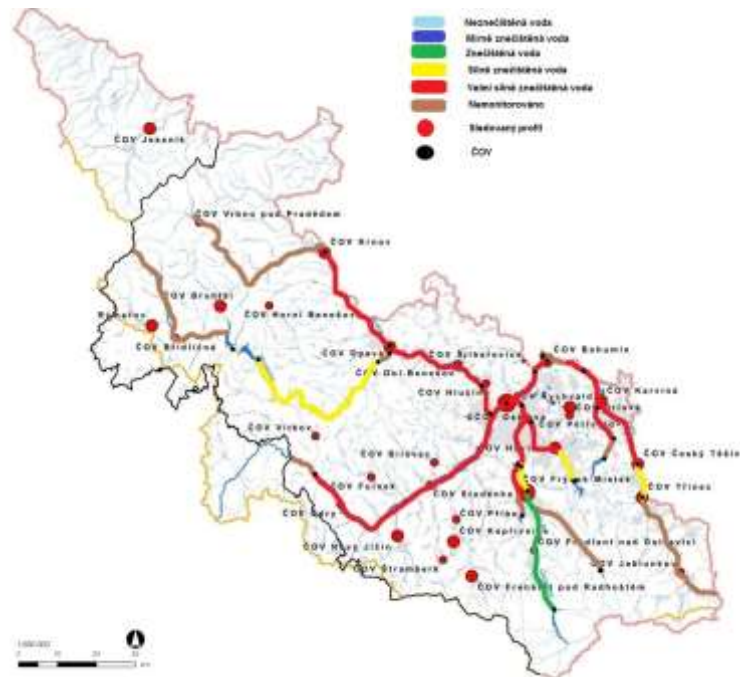 Neznečištěná voda
Mírně znečištěná voda
Znečištěná voda
Silně znečištěná voda
Velmi silně znečištěná voda
Nemonitorováno
Sledovaný profil
ČOV
ČOV Jeseník
ČOV Vrbno pod Pradědem
ČOV Krnov
ČOV Bruntál
ČOV Horní Benešov
Rýmařov
ČOV Břidličná
ČOV Opava
ČOV Dol.Benešov
ČOV Šilheřovice
ČOV Hlučín
ČOV Bohumín
ČOV Karviná
ČOV Český Těšín
ČOV Třinec
ČOV Vítkov
ČOV Bílovec
ČOV Fulnek
ČOV Odry
ČOV Studénka
ČOV Příbor
ČOV Kopřivnice
ČOV Nový Jičín
ČOV Štramberk
ČOV Frenštát pod Radhoštěm
ČOV Frýdlant nad Ostravicí
ČOV Jablunkov
ČOV Frýdek Místek